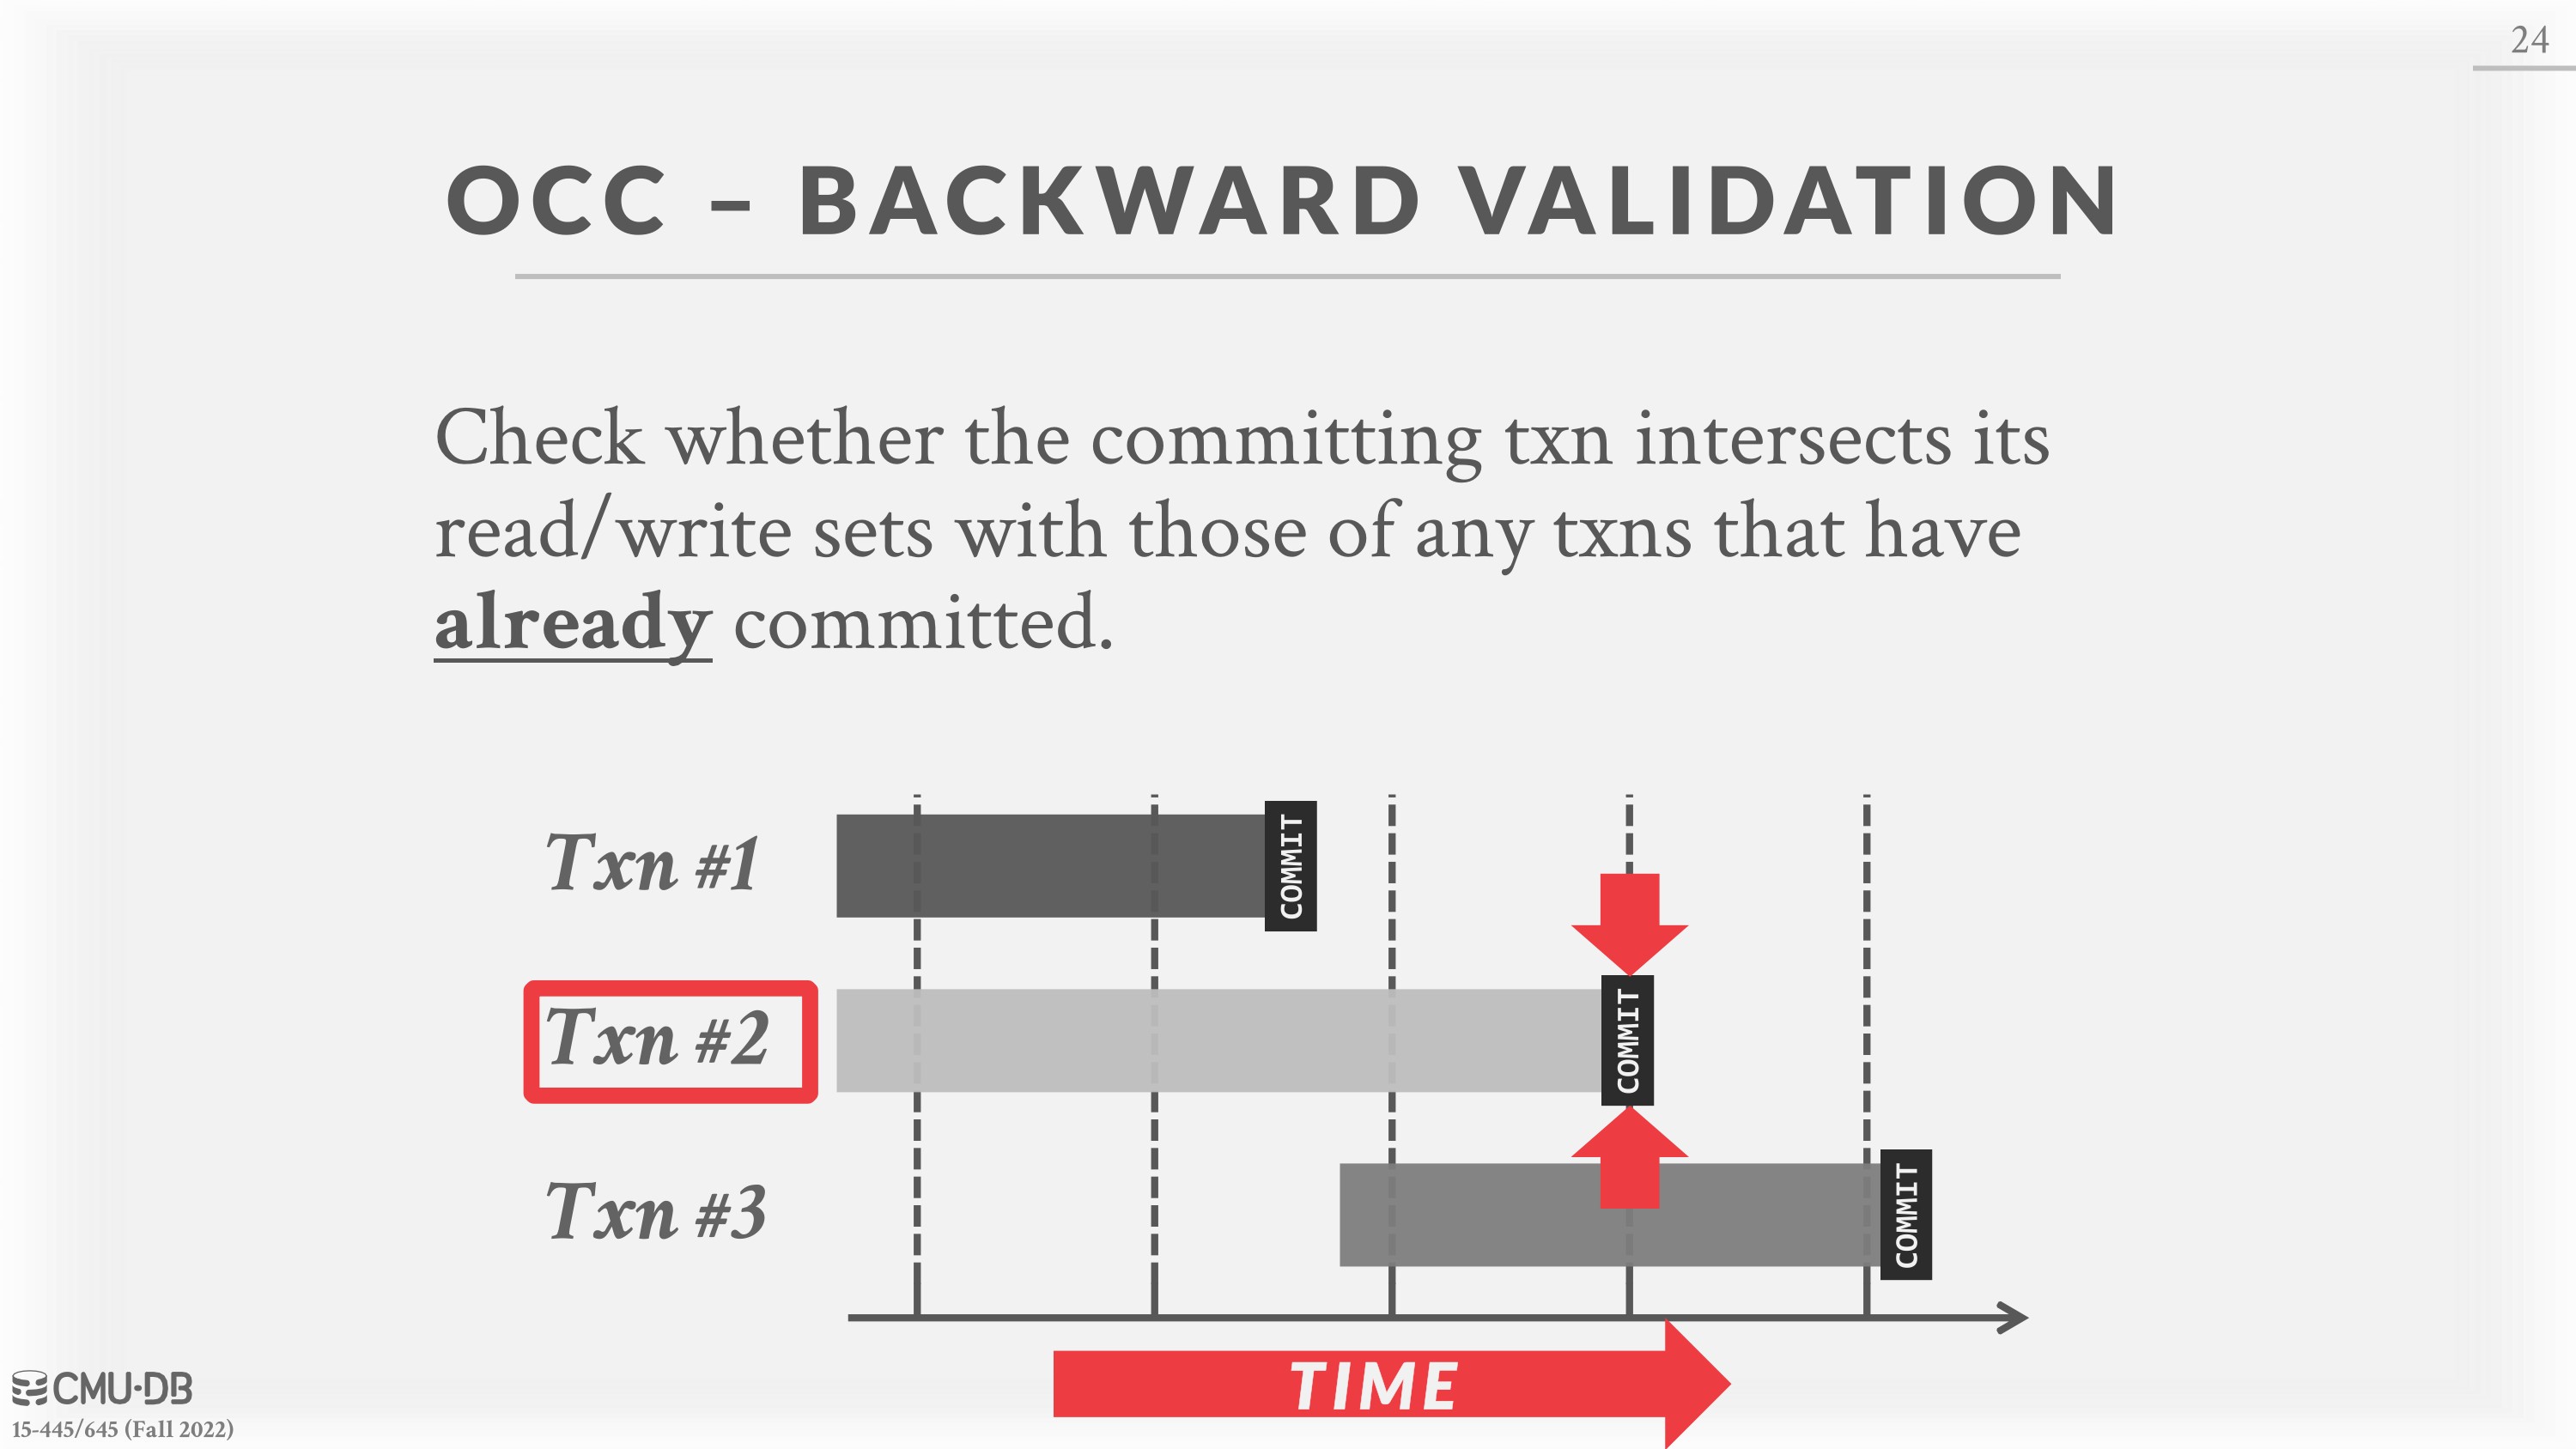 24
OCC – BACKWARD VALIDATION
Check whether the committing txn intersects its
read/write sets with those of any txns that have
already committed.
Txn #1
COMMIT
Txn #2
COMMIT
Txn #3
COMMIT
TIME
CMU·DB
15-445/645 (Fall 2022)